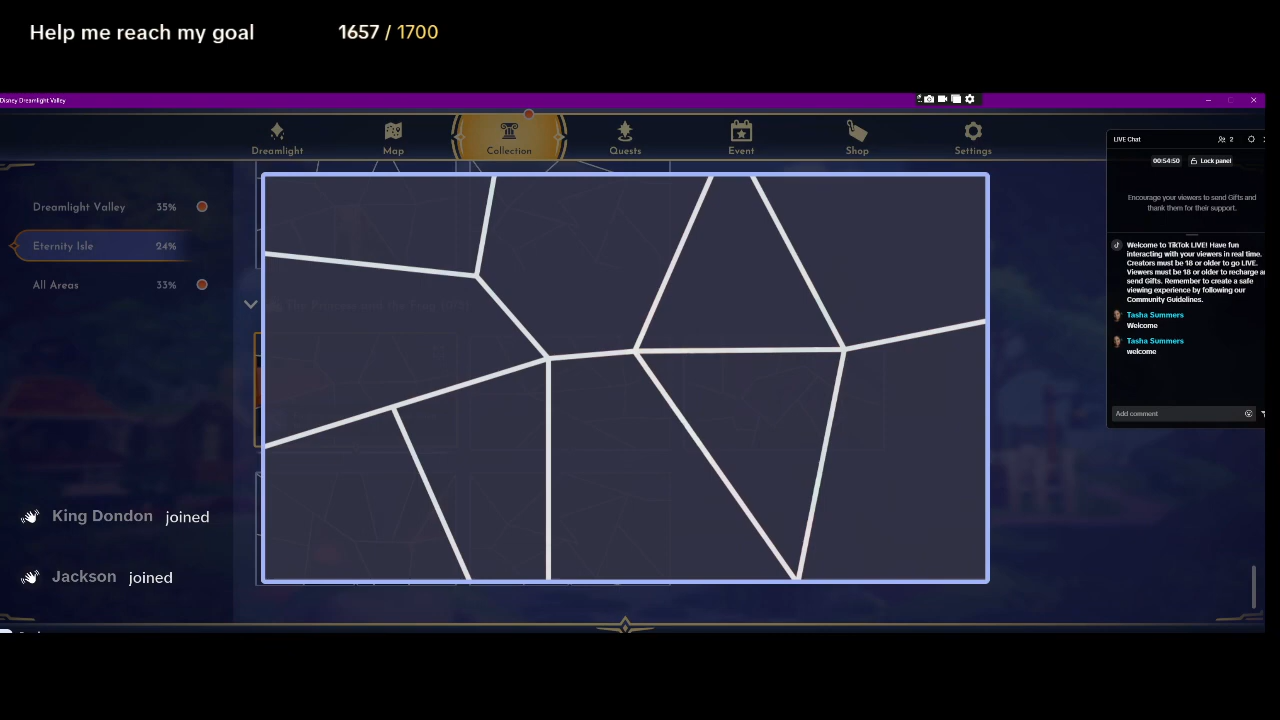 Help me reach my goal 1657 / 1700
Disney Dreamlight Valley
Dreamlight Map Collection Quests Event Shop Settings
LIVE Chat 2
00:54:50 Lock panel
Encourage your viewers to send Gifts and
thank them for their support.
Dreamlight Valley 35%
Eternity Isle 24%
All Areas 33%
Welcome to TikTok LIVE! Have fun
interacting with your viewers in real time.
Creators must be 18 or older to go LIVE.
Viewers must be 18 or older to recharge
send Gifts. Remember to create a safe
viewing experience by following our
Community Guidelines.
Tasha Summers
Welcome
Tasha Summers
welcome
Add comment
King Dondon joined
Jackson joined